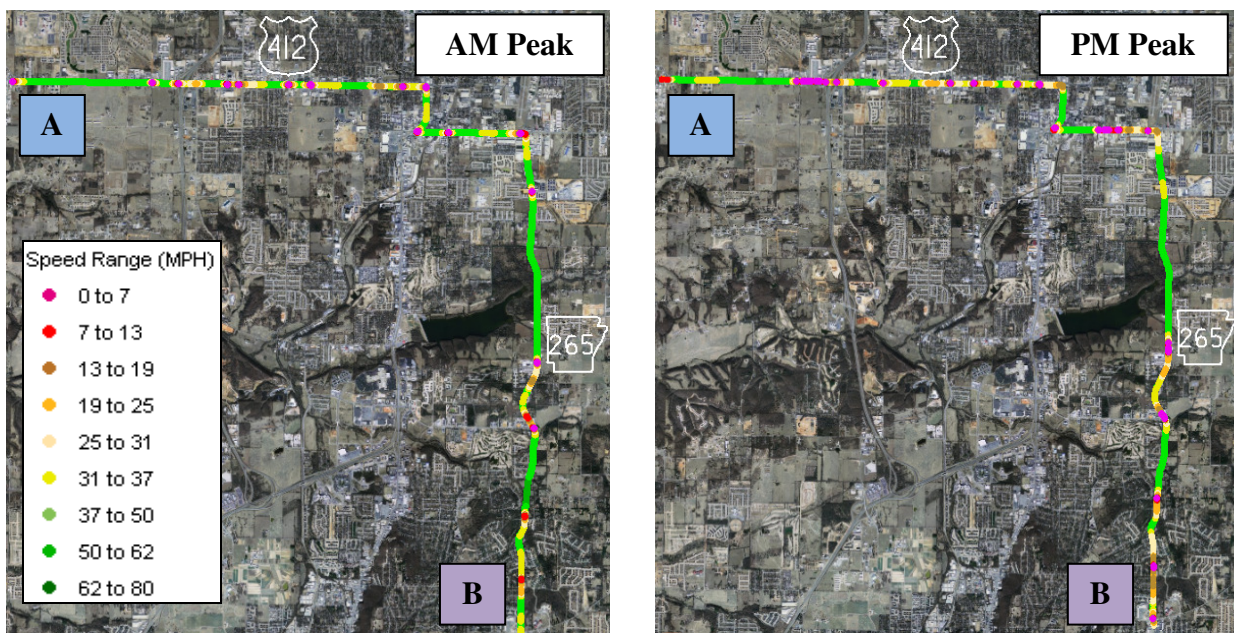 412
AM Peak
A
Speed Range (MPH)
0 to 7
7 to 13
13 to 19
19 to 25
25 to 31
31 to 37
37 to 50
50 to 62
62 to 80
265
B
412
PM Peak
A
265
B